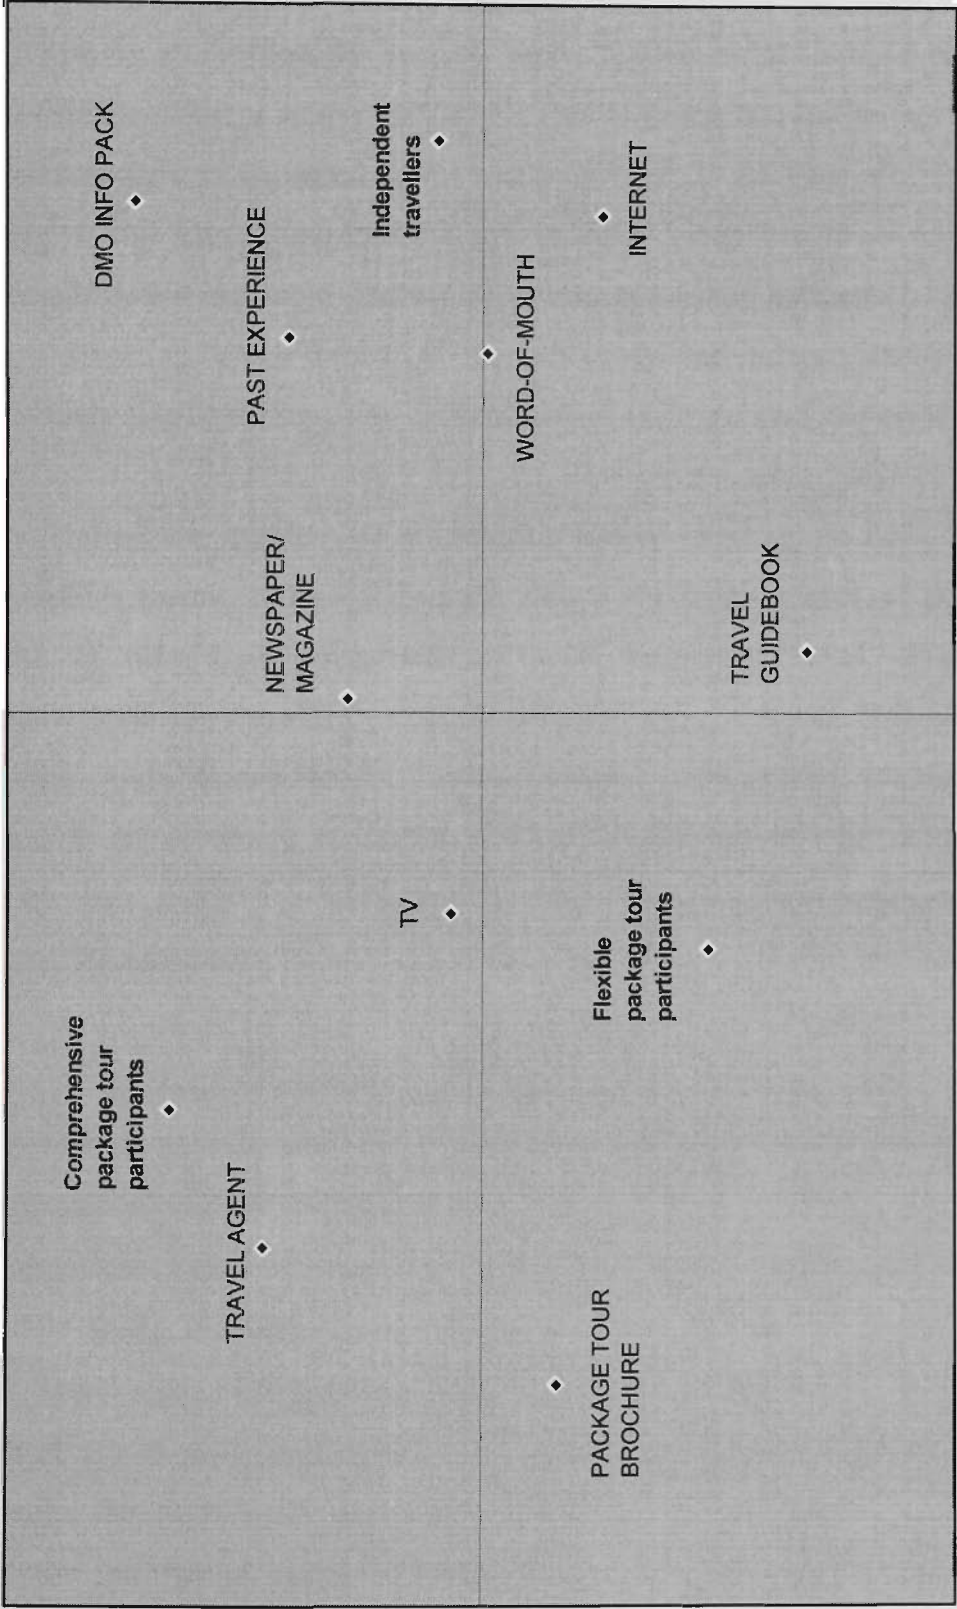 Comprehensive
package tour
participants
DMO INFO PACK
TRAVEL AGENT
PAST EXPERIENCE
NEWSPAPER/
MAGAZINE
Independent
travellers
TV
WORD-OF-MOUTH
Flexible
package tour
participants
PACKAGE TOUR
BROCHURE
INTERNET
TRAVEL
GUIDEBOOK